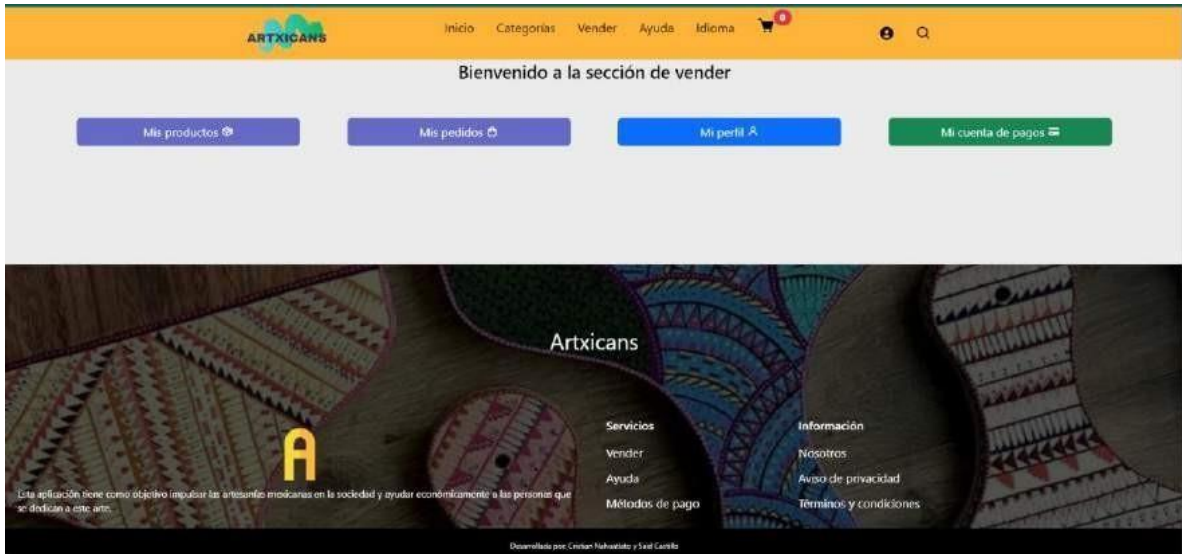 ARTXICANS
Inicio Categorías Vender Ayuda Idioma 0
Bienvenido a la sección de vender
Mis productos Mis pedidos Mi perfil Mi cuenta de pagos
Artxicans
Servicios
Vender
Ayuda
Métodos de pago
Información
Nosotros
Aviso de privacidad
Términos y condiciones
A
Esta aplicación tiene como objetivo impulsar las artesanías mexicanas en la sociedad y ayudar económicamente a las personas que
se dedican a este arte.
Desarrollada por: Cristian Nahuatlato y Said Castillo